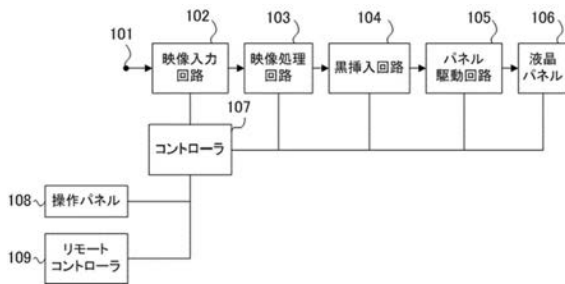 101
102
103
104
105
106
映像入力
回路
映像処理
回路
黒挿入回路
パネル
駆動回路
液晶
パネル
107
コントローラ
108
操作パネル
109
リモート
コントローラ